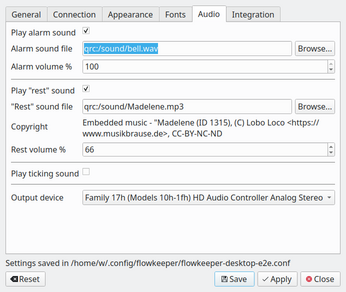 General Connection Appearance Fonts Audio Integration
Play alarm sound
Alarm sound file qrc:/sound/bell.wav Browse...
Alarm volume % 100
Play "rest" sound
"Rest" sound file qrc:/sound/Madelene.mp3 Browse...
Copyright Embedded music - "Madelene (ID 1315), (C) Lobo Loco <https://
www.musikbrause.de>, CC-BY-NC-ND
Rest volume % 66
Play ticking sound
Output device Family 17h (Models 10h-1fh) HD Audio Controller Analog Stereo
Settings saved in /home/w/.config/flowkeeper/flowkeeper-desktop-e2e.conf
Reset Save Apply Close